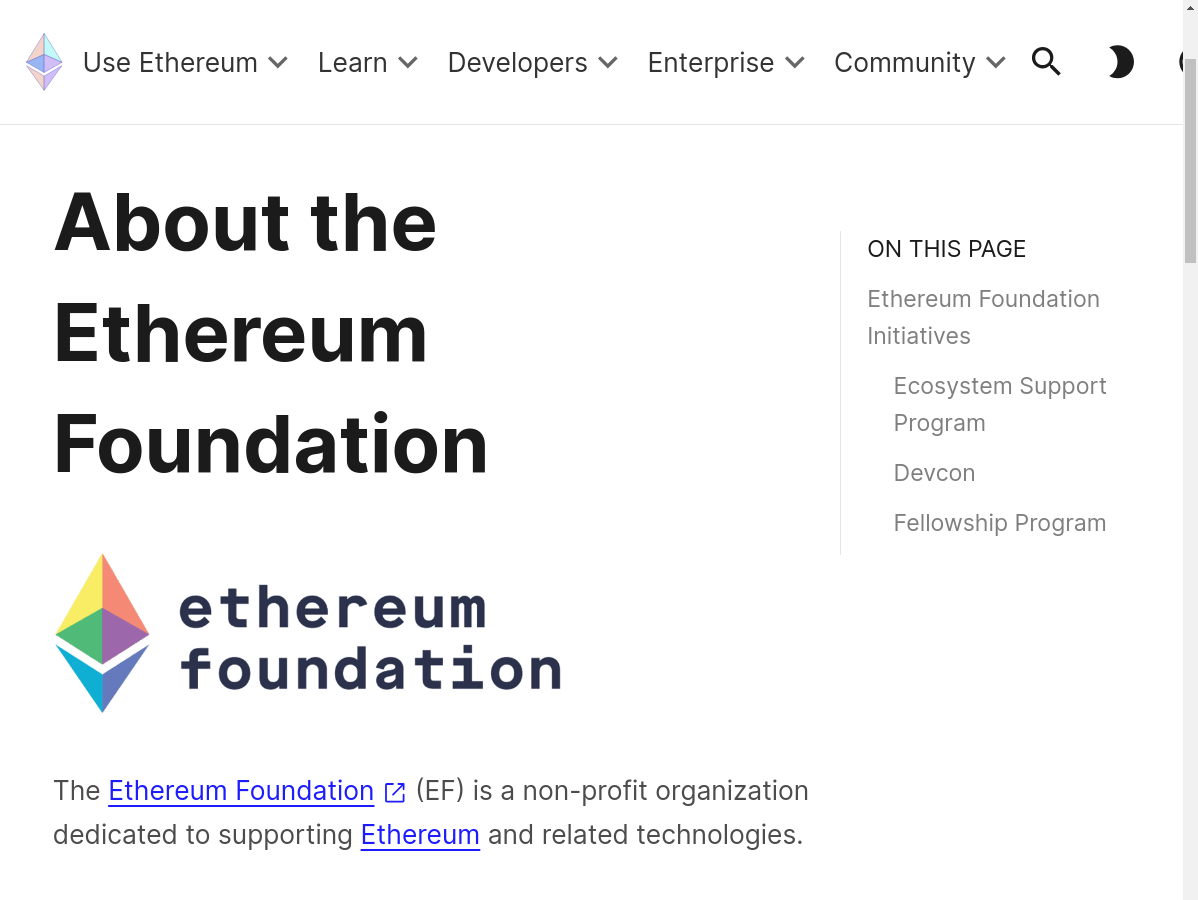 Use Ethereum Learn Developers Enterprise Community
About the
Ethereum
Foundation
ON THIS PAGE
Ethereum Foundation
Initiatives
Ecosystem Support
Program
Devcon
Fellowship Program
ethereum
foundation
The Ethereum Foundation (EF) is a non-profit organization
dedicated to supporting Ethereum and related technologies.